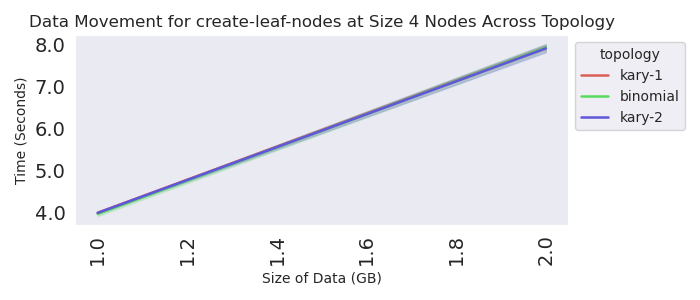 Data Movement for create-leaf-nodes at Size 4 Nodes Across Topology
8.0
7.0
6.0
5.0
4.0
Time (Seconds)
1.0
1.2
1.4
1.6
1.8
2.0
Size of Data (GB)
topology
kary-1
binomial
kary-2